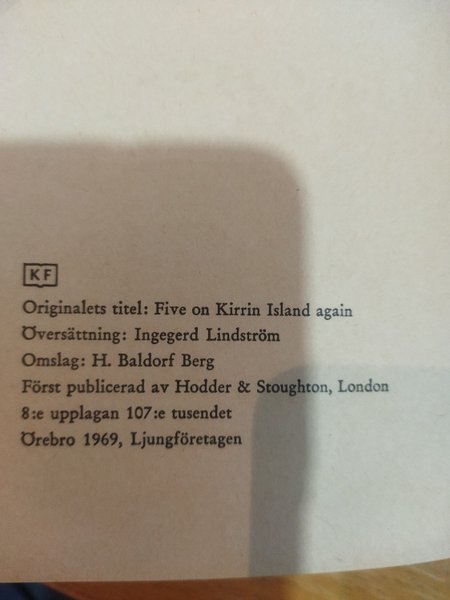 KF
Originalets titel: Five on Kirrin Island again
Översättning: Ingegerd Lindström
Omslag: H. Baldorf Berg
Först publicerad av Hodder & Stoughton, London
8:e upplagan 107:e tusendet
Örebro 1969, Ljungföretagen